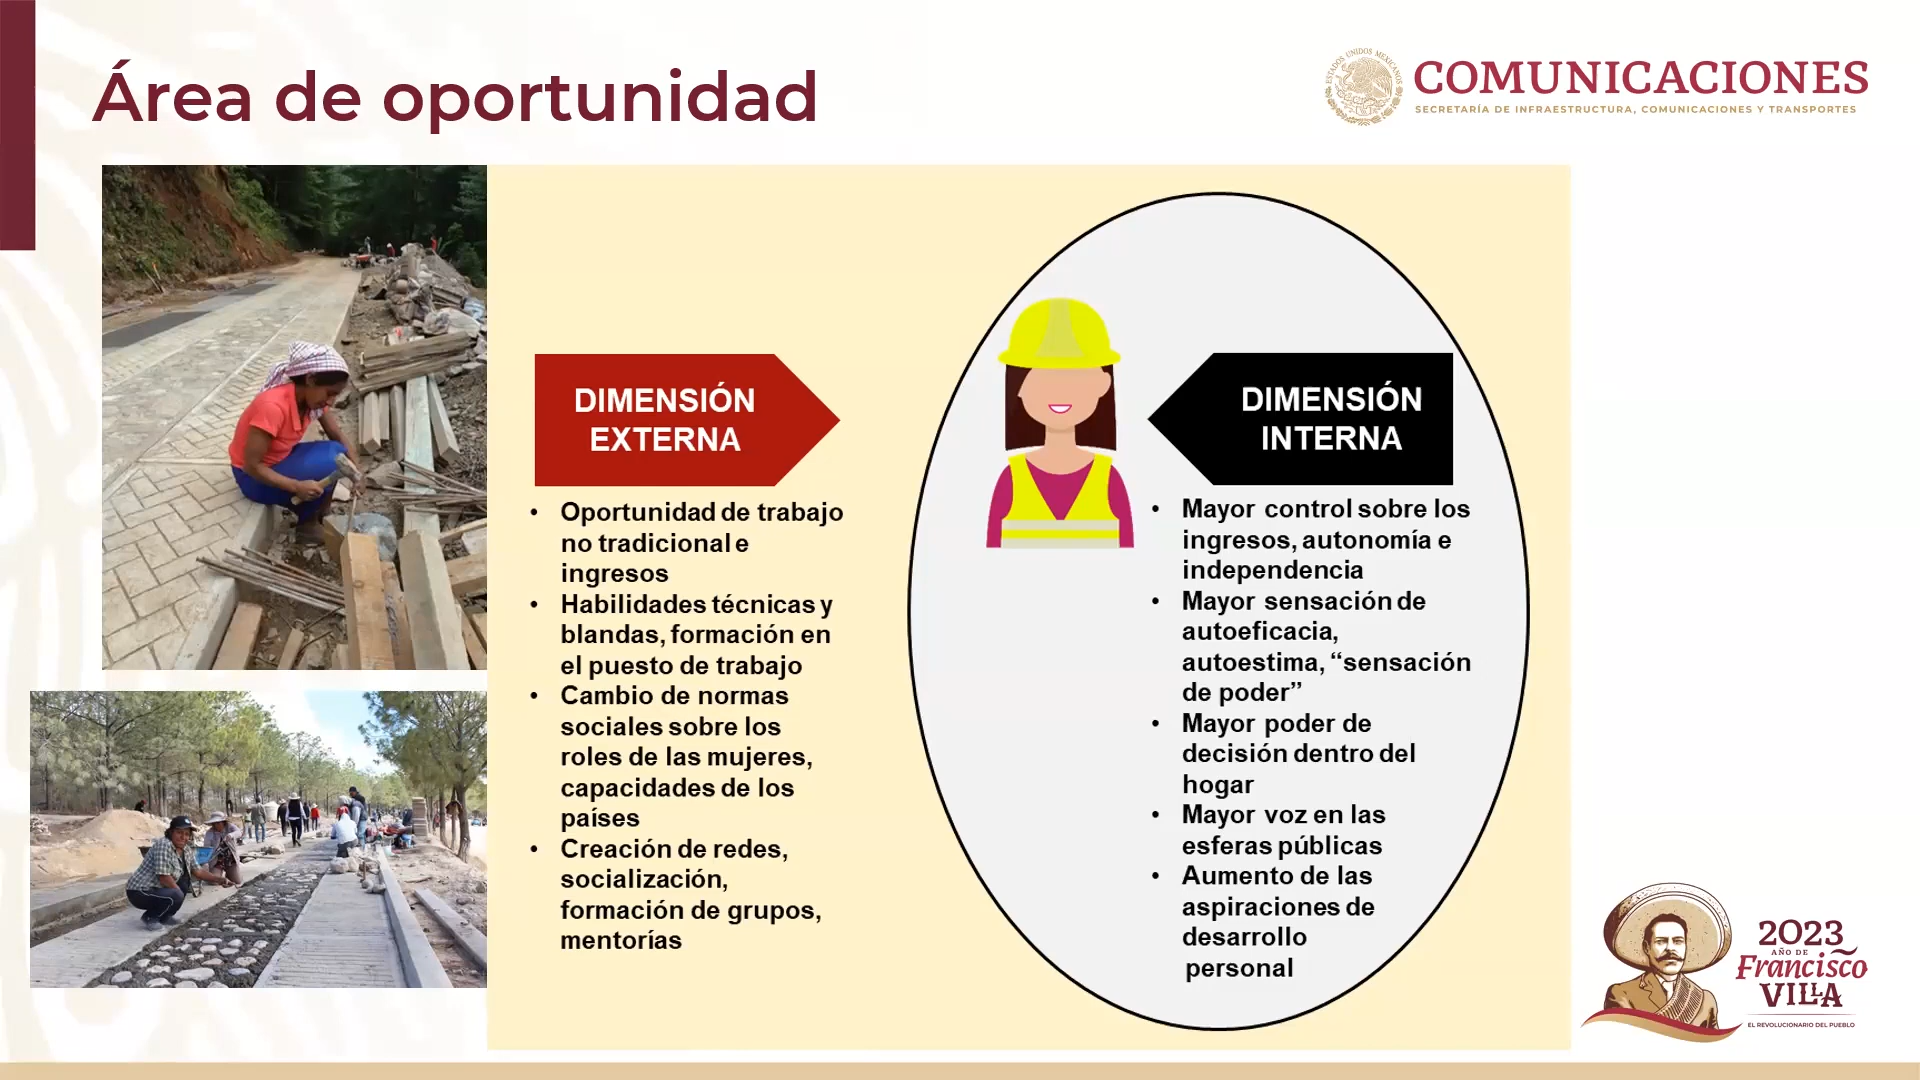 Área de oportunidad
ESTADOS UNIDOS MEXICANOS
COMUNICACIONES
SECRETARÍA DE INFRAESTRUCTURA, COMUNICACIONES Y TRANSPORTES
DIMENSIÓN
EXTERNA
• Oportunidad de trabajo
no tradicional e
ingresos
• Habilidades técnicas y
blandas, formación en
el puesto de trabajo
• Cambio de normas
sociales sobre los
roles de las mujeres,
capacidades de los
países
• Creación de redes,
socialización,
formación de grupos,
mentorías
DIMENSIÓN
INTERNA
• Mayor control sobre los
ingresos, autonomía e
independencia
• Mayor sensación de
autoeficacia,
autoestima, “sensación
de poder”
• Mayor poder de
decisión dentro del
hogar
• Mayor voz en las
esferas públicas
• Aumento de las
aspiraciones de
desarrollo
personal
2023
AÑO DE
Francisco
VILLA
EL REVOLUCIONARIO DEL PUEBLO